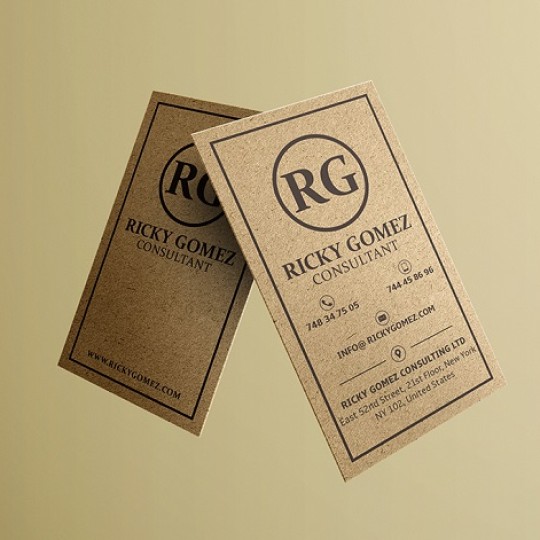 RG
RICKY GOMEZ
CONSULTANT
WWW.RICKYGOMEZ.COM
RG
RICKY GOMEZ
CONSULTANT
748 34 75 05
744 45 86 96
INFO@RICKYGOMEZ.COM
RICKY GOMEZ CONSULTING LTD
East 52nd Street, 21st Floor, New York
NY 102, United States